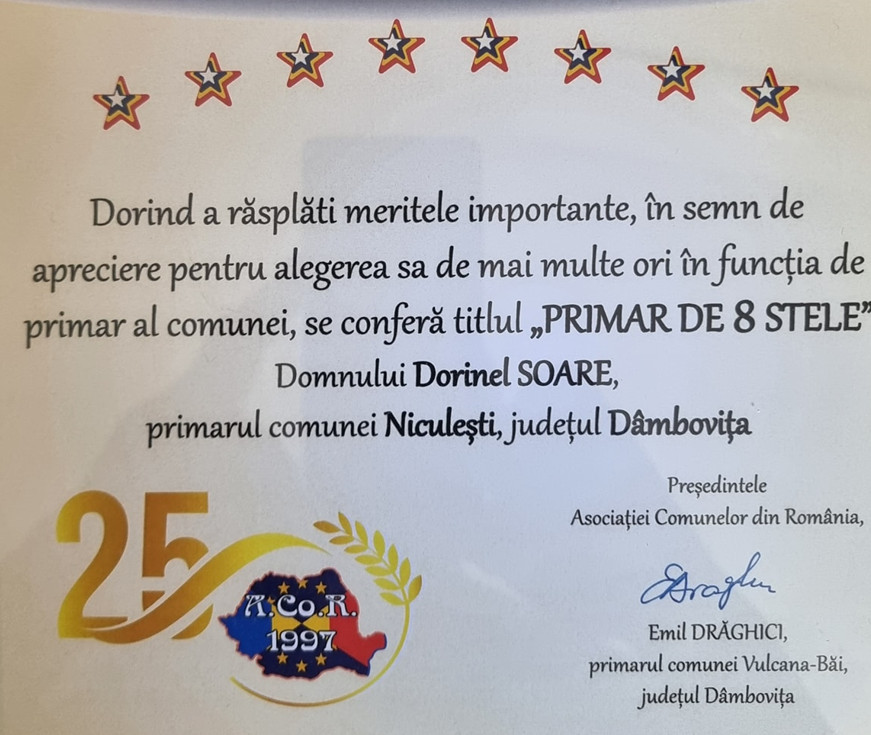 Dorind a răsplăti meritele importante, în semn de
apreciere pentru alegerea sa de mai multe ori în funcția de
primar al comunei, se conferă titlul „PRIMAR DE 8 STELE”
Domnului Dorinel SOARE,
primarul comunei Niculești, județul Dâmbovița
Președintele
Asociației Comunelor din România,
Emil DRĂGHICI,
primarul comunei Vulcana-Băi,
județul Dâmbovița
25
A.Co.R.
1997